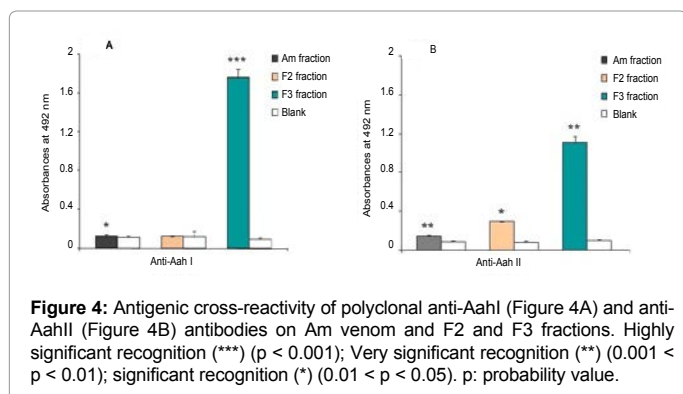 A
2
1.6
1.2
0.8
0.4
0
Absorbances at 492 nm
***
*
Am fraction
F2 fraction
F3 fraction
Blank
Anti-Aah I
B
2
1.6
1.2
0.8
0.4
0
Absorbances at 492 nm
**
*
**
Am fraction
F2 fraction
F3 fraction
Blank
Anti-Aah II
Figure 4: Antigenic cross-reactivity of polyclonal anti-AahI (Figure 4A) and anti-
AahII (Figure 4B) antibodies on Am venom and F2 and F3 fractions. Highly
significant recognition (***) (p < 0.001); Very significant recognition (**) (0.001 <
p < 0.01); significant recognition (*) (0.01 < p < 0.05). p: probability value.